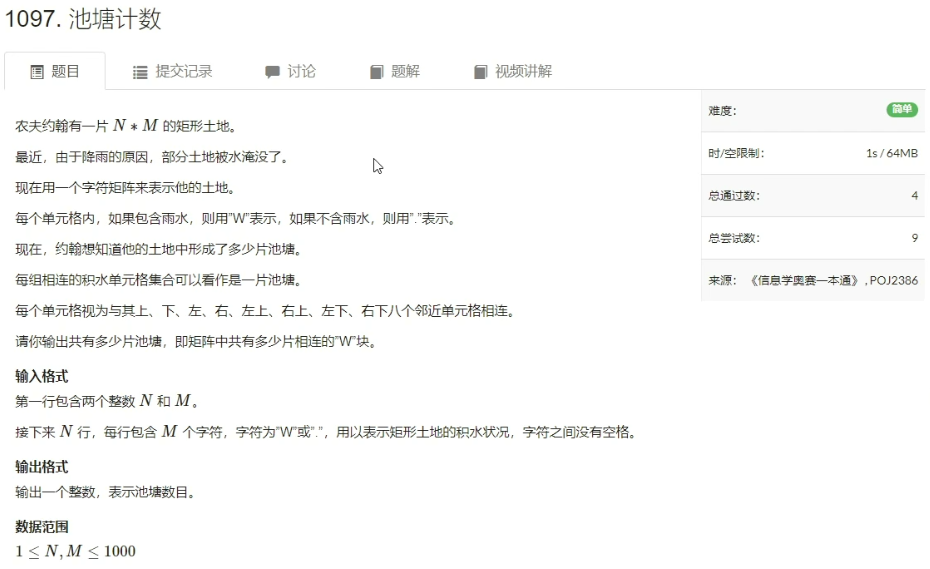 1097. 池塘计数
题目 提交记录 讨论 题解 视频讲解
农夫约翰有一片 N ∗ M 的矩形土地。
最近，由于降雨的原因，部分土地被水淹没了。
现在用一个字符矩阵来表示他的土地。
每个单元格内，如果包含雨水，则用”W”表示，如果不含雨水，则用”.”表示。
现在，约翰想知道他的土地中形成了多少片池塘。
每组相连的积水单元格集合可以看作是一片池塘。
每个单元格视为与其上、下、左、右、左上、右上、左下、右下八个邻近单元格相连。
请你输出共有多少片池塘，即矩阵中共有多少片相连的”W”块。
输入格式
第一行包含两个整数 N 和 M。
接下来 N 行，每行包含 M 个字符，字符为”W”或”.”，用以表示矩形土地的积水状况，字符之间没有空格。
输出格式
输出一个整数，表示池塘数目。
数据范围
1 ≤ N, M ≤ 1000
难度： 简单
时/空限制： 1s / 64MB
总通过数： 4
总尝试数： 9
来源： 《信息学奥赛一本通》, POJ2386